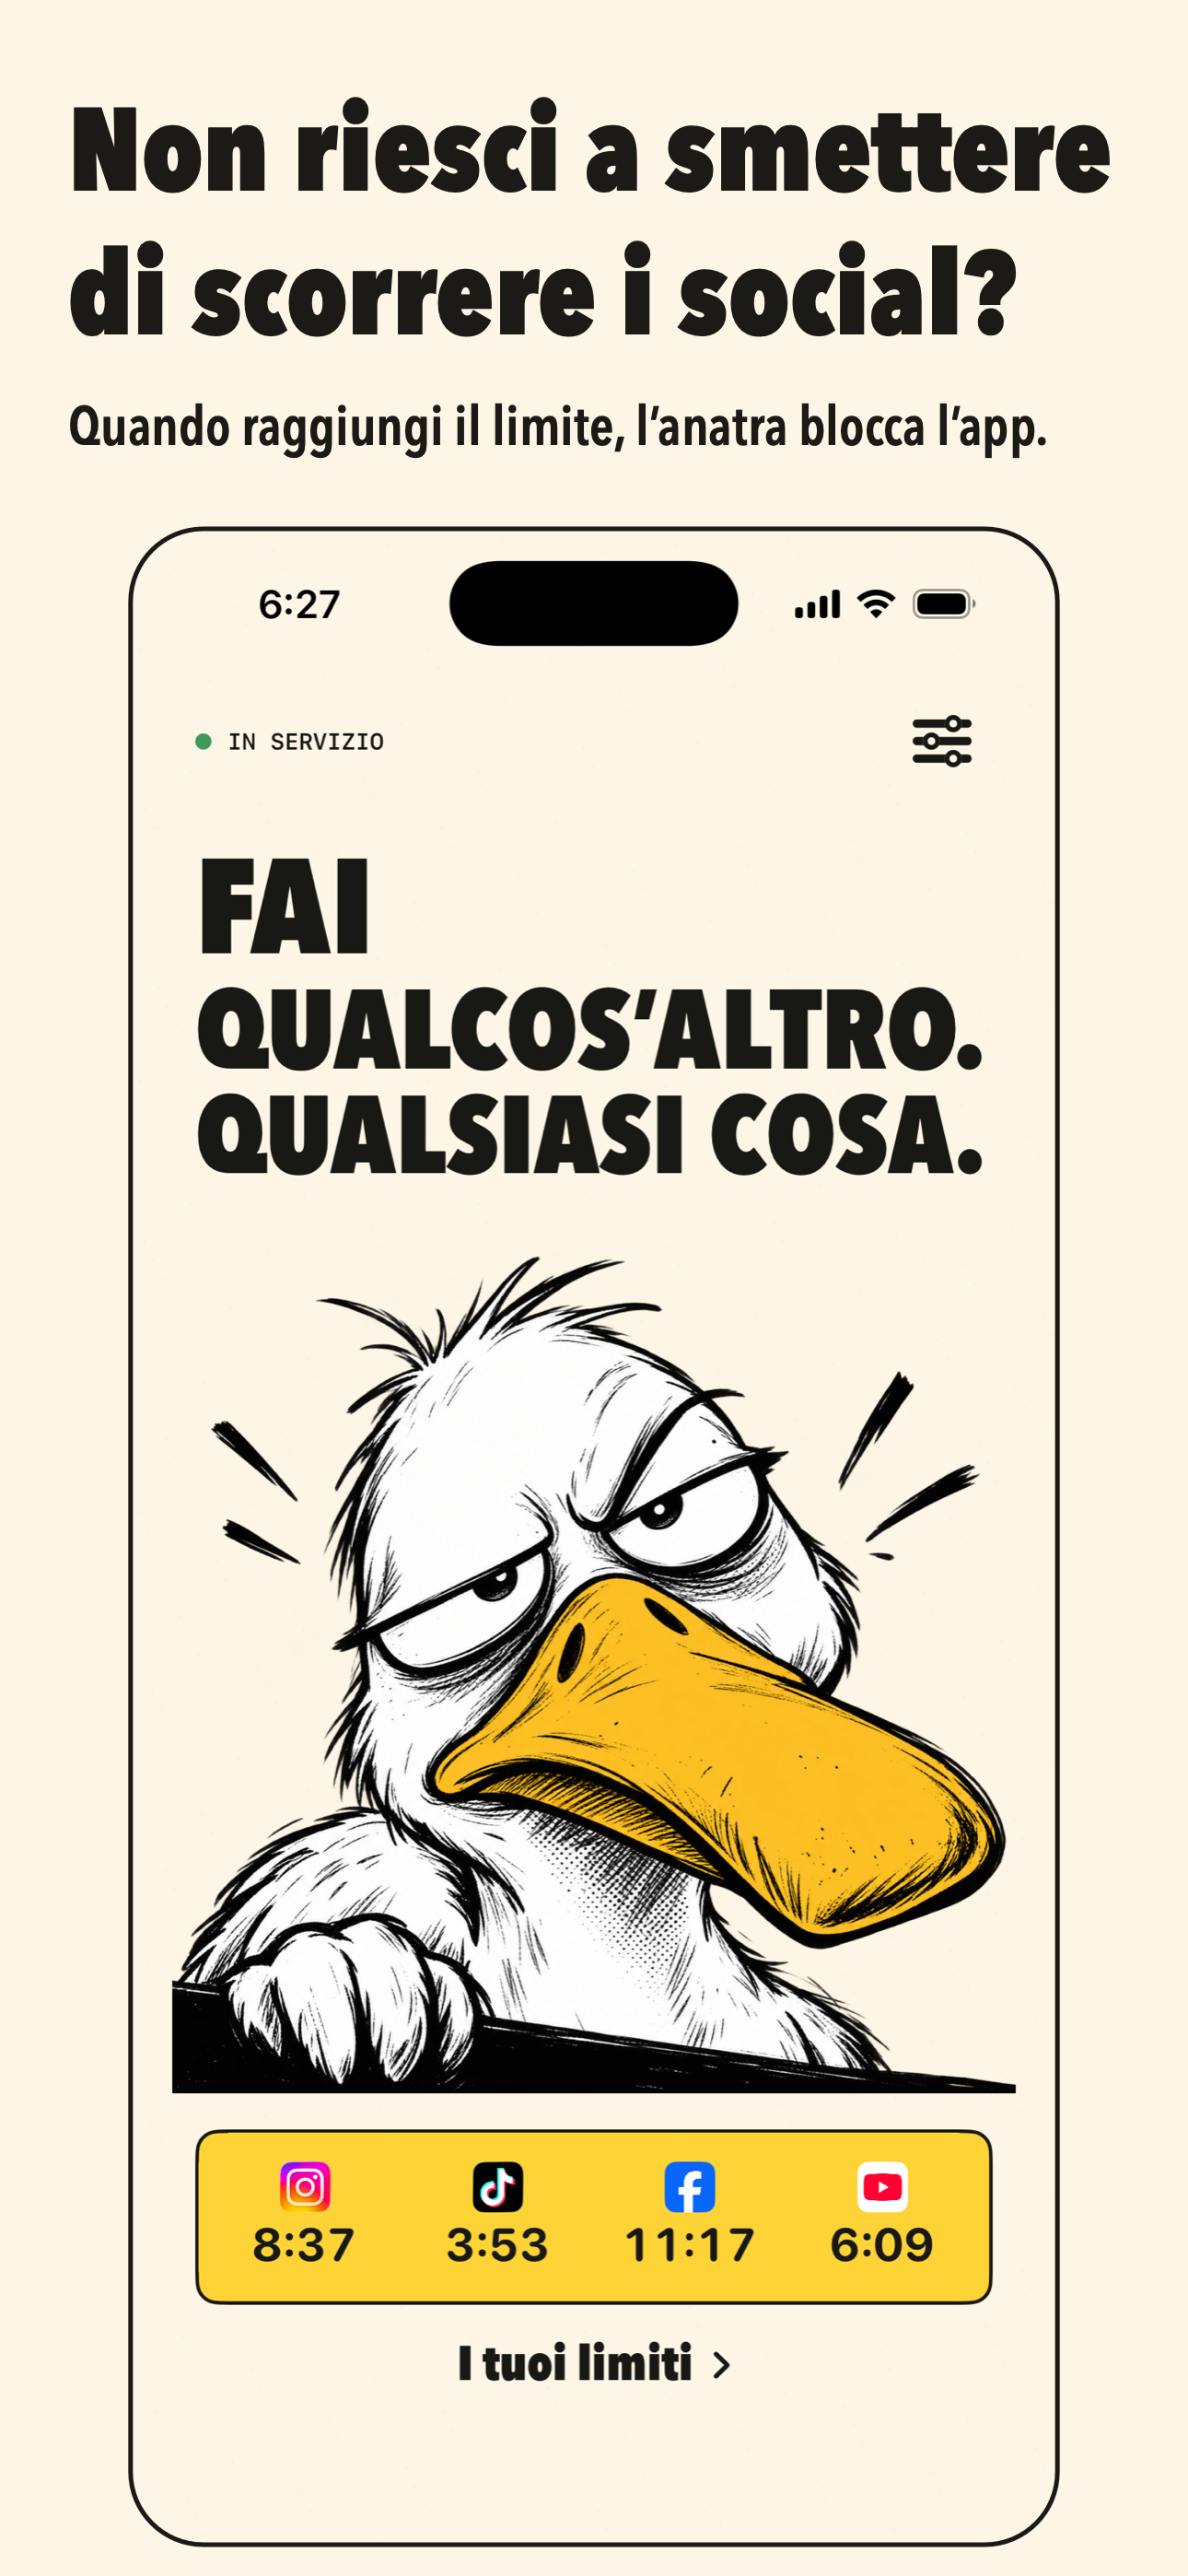 Non riesci a smettere
di scorrere i social?
Quando raggiungi il limite, l’anatra blocca l’app.
6:27
IN SERVIZIO
FAI
QUALCOS’ALTRO.
QUALSIASI COSA.
8:37 3:53 11:17 6:09
I tuoi limiti >